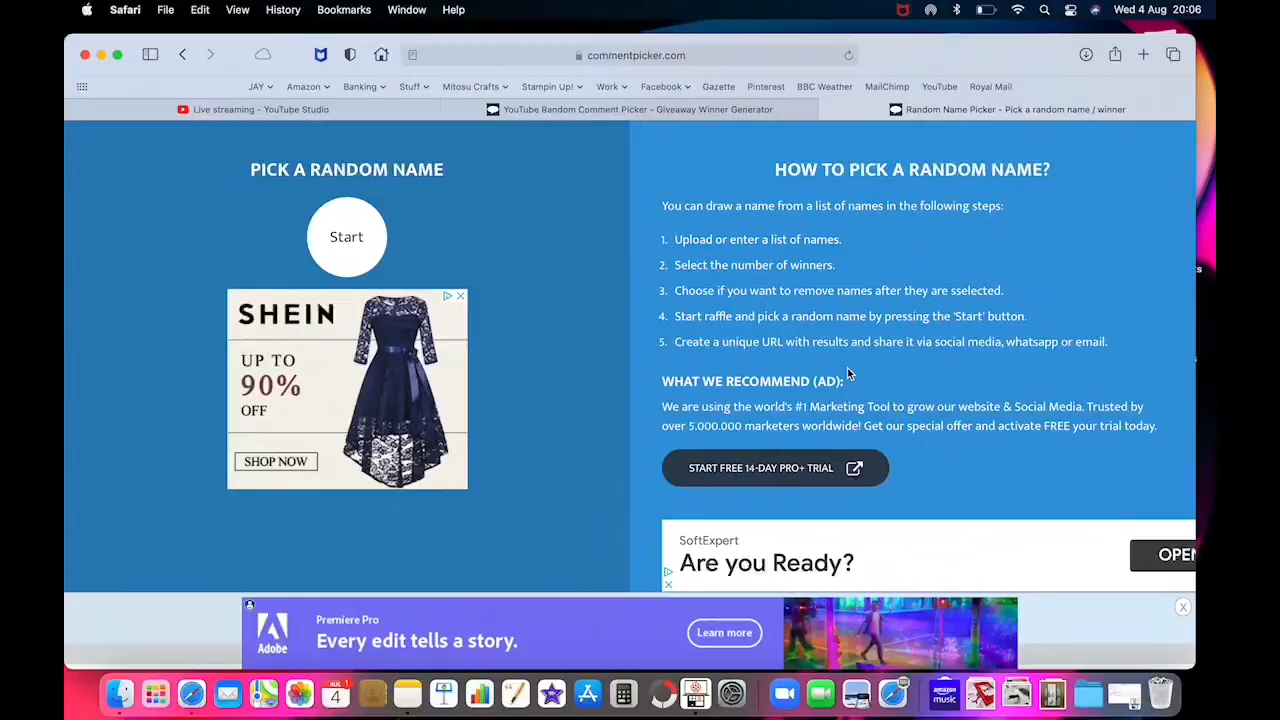 Safari File Edit View History Bookmarks Window Help Wed 4 Aug 20:06
commentpicker.com
JAY Amazon Banking Stuff Mitosu Crafts Stampin Up! Work Facebook Gazette Pinterest BBC Weather MailChimp YouTube Royal Mail
Live streaming - YouTube Studio YouTube Random Comment Picker - Giveaway Winner Generator Random Name Picker - Pick a random name / winner
PICK A RANDOM NAME
Start
SHEIN
UP TO
90%
OFF
SHOP NOW
HOW TO PICK A RANDOM NAME?
You can draw a name from a list of names in the following steps:
1. Upload or enter a list of names.
2. Select the number of winners.
3. Choose if you want to remove names after they are sselected.
4. Start raffle and pick a random name by pressing the 'Start' button.
5. Create a unique URL with results and share it via social media, whatsapp or email.
WHAT WE RECOMMEND (AD):
We are using the world's #1 Marketing Tool to grow our website & Social Media. Trusted by
over 5.000.000 marketers worldwide! Get our special offer and activate FREE your trial today.
START FREE 14-DAY PRO+ TRIAL
SoftExpert
Are you Ready?
OPEN
Adobe
Premiere Pro
Every edit tells a story.
Learn more
X
AUG
4
1
amazon
music